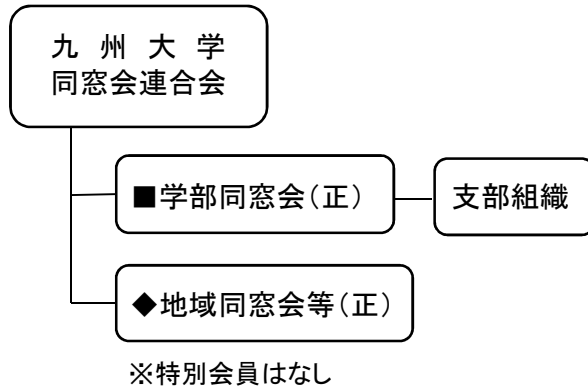 九 州 大 学
同窓会連合会
■学部同窓会(正)
支部組織
◆地域同窓会等(正)
※特別会員はなし